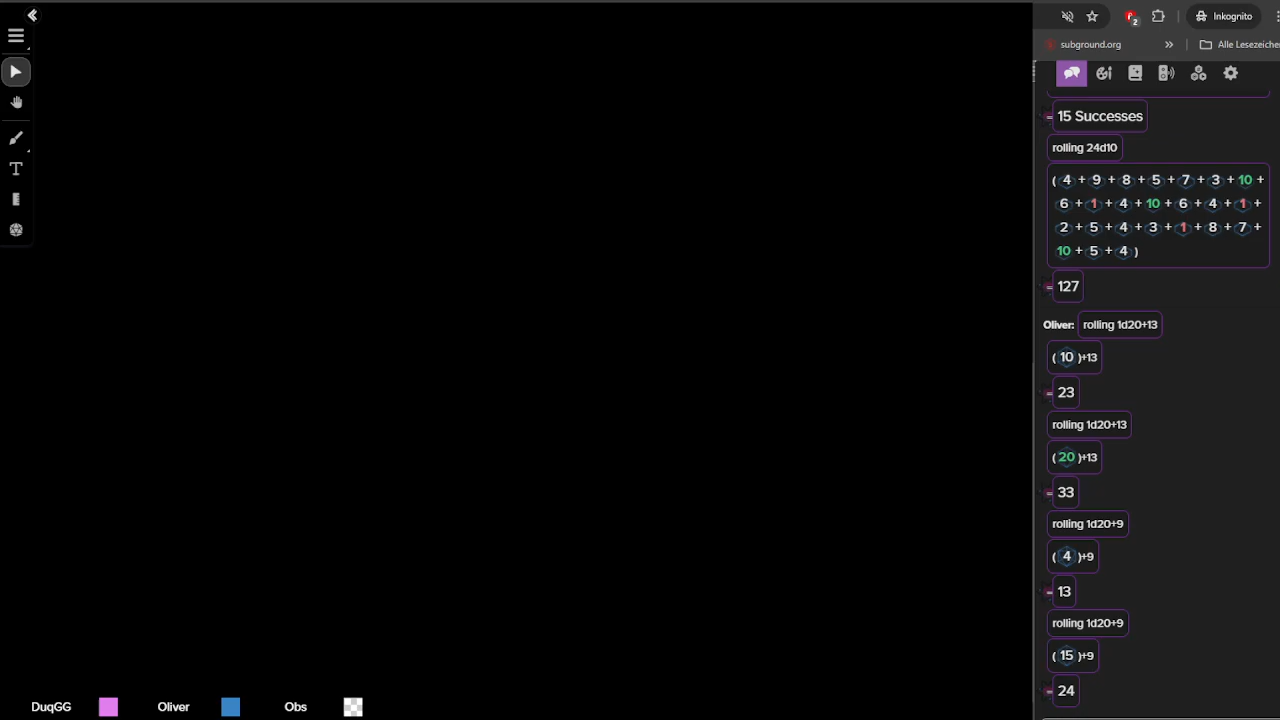 2
Inkognito
subground.org
»
Alle Lesezeiche
= 15 Successes
rolling 24d10
(4+9+8+5+7+3+10+
6+1+4+10+6+4+1+
2+5+4+3+1+8+7+
10+5+4)
= 127
Oliver: rolling 1d20+13
(10)+13
= 23
rolling 1d20+13
(20)+13
= 33
rolling 1d20+9
(4)+9
= 13
rolling 1d20+9
(15)+9
= 24
DuqGG Oliver Obs